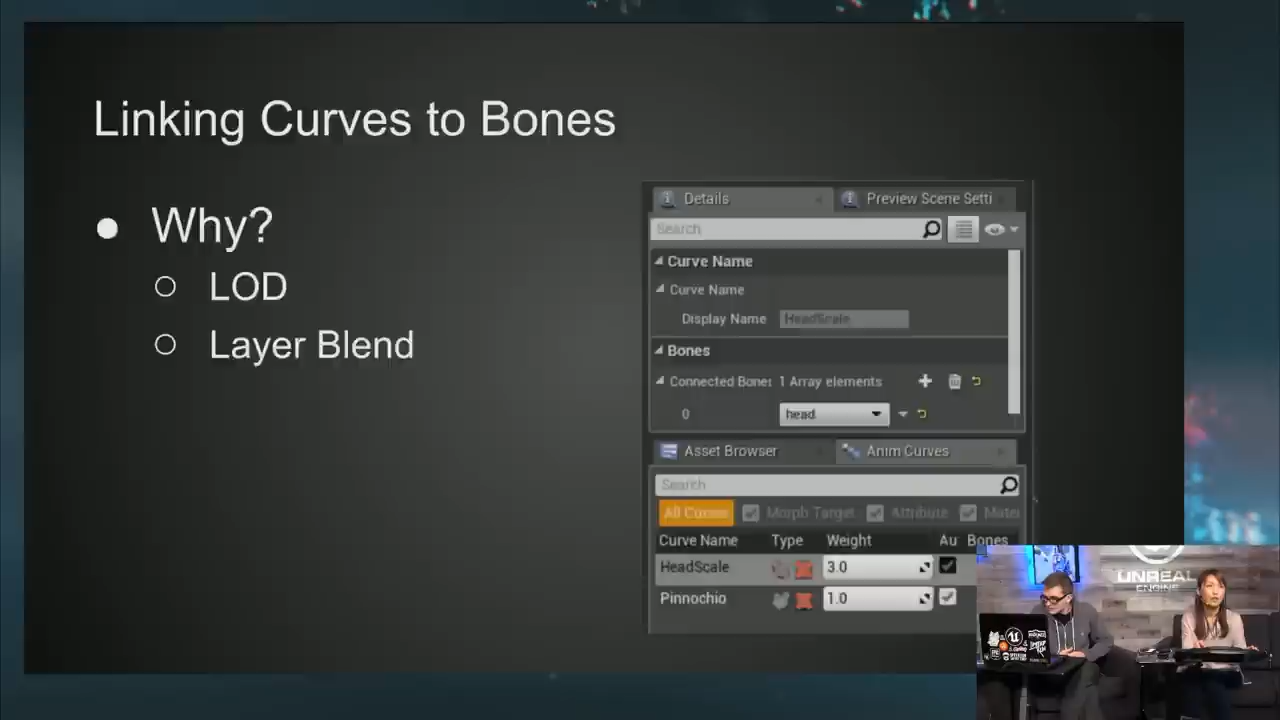 Linking Curves to Bones
● Why?
○ LOD
○ Layer Blend
Details
Preview Scene Setti
Search
Curve Name
Curve Name
Display Name HeadScale
Bones
Connected Bones 1 Array elements
0 head
Asset Browser
Anim Curves
Search
All Curves Morph Target Attribute Mater
Curve Name Type Weight Au Bones
HeadScale 3.0
Pinnochio 1.0
UNREAL
ENGINE